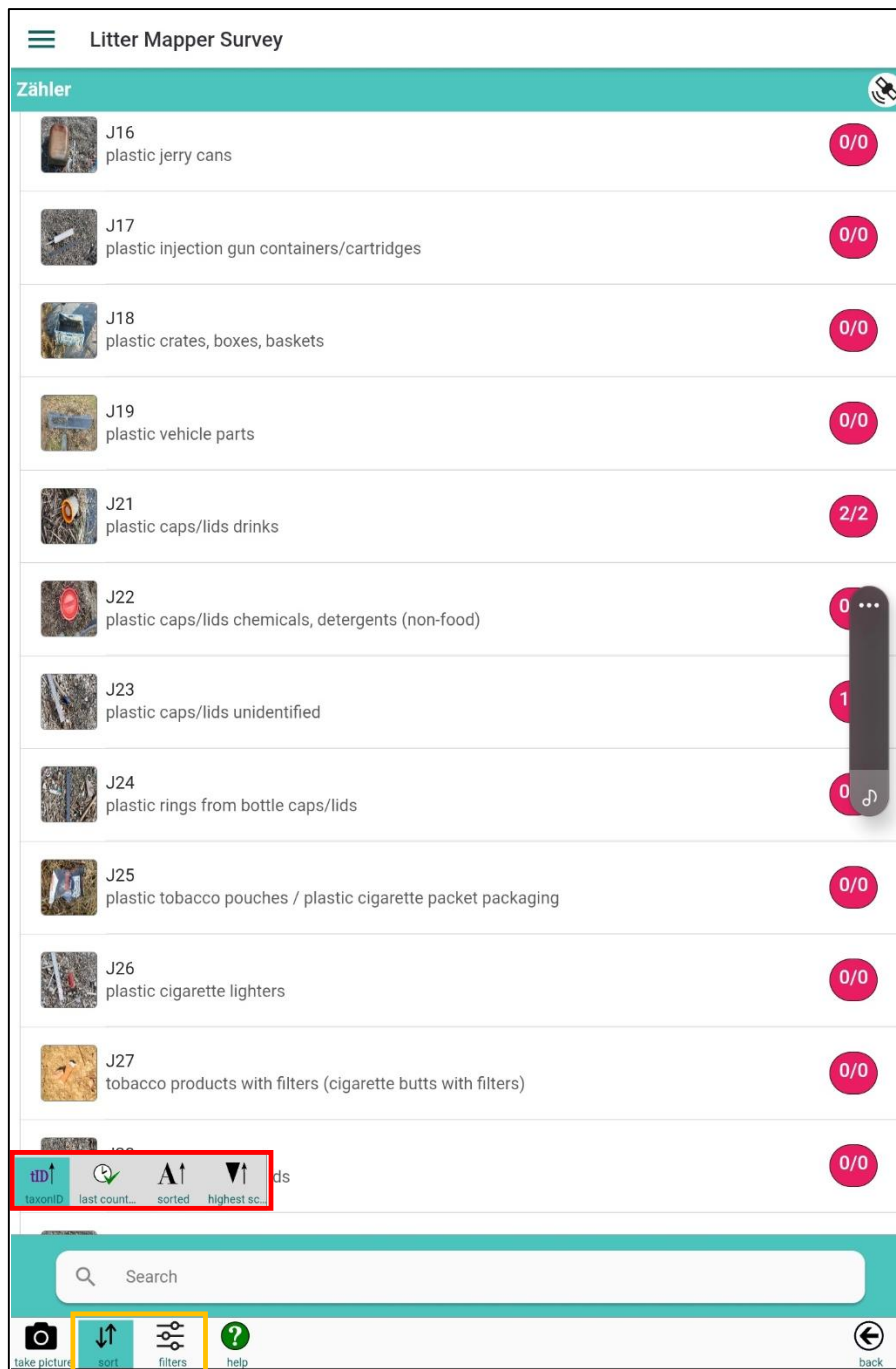 Litter Mapper Survey
Zähler
J16
plastic jerry cans
0/0
J17
plastic injection gun containers/cartridges
0/0
J18
plastic crates, boxes, baskets
0/0
J19
plastic vehicle parts
0/0
J21
plastic caps/lids drinks
2/2
J22
plastic caps/lids chemicals, detergents (non-food)
0
J23
plastic caps/lids unidentified
1
J24
plastic rings from bottle caps/lids
0
J25
plastic tobacco pouches / plastic cigarette packet packaging
0/0
J26
plastic cigarette lighters
0/0
J27
tobacco products with filters (cigarette butts with filters)
0/0
ds
0/0
tID
A
taxonID last count... sorted highest sc...
Search
?
take picture sort filters help back